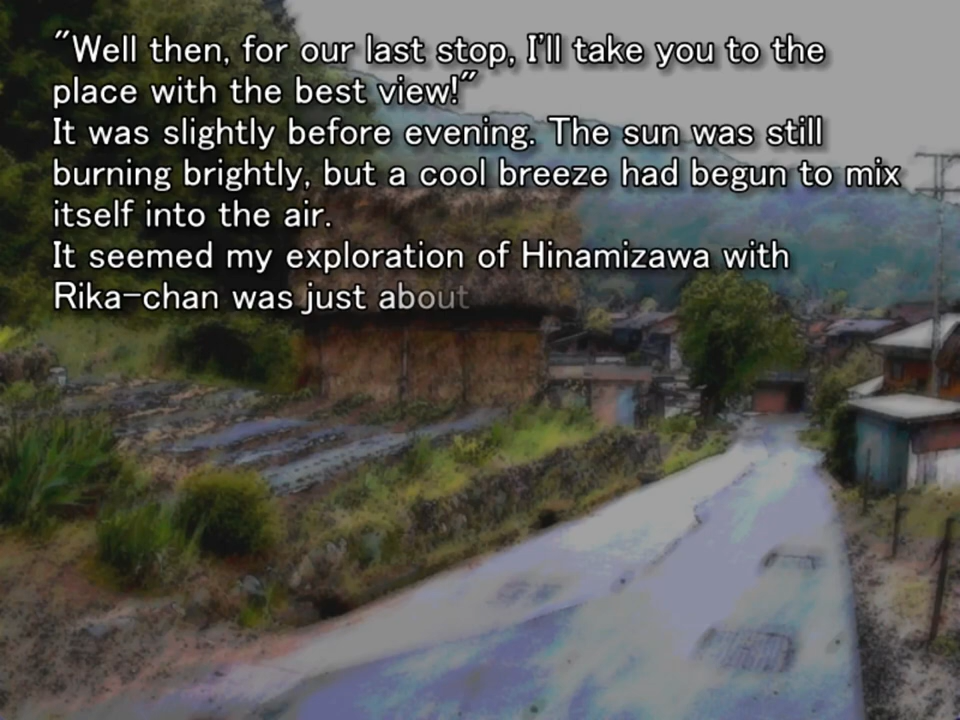 "Well then, for our last stop, I'll take you to the
place with the best view!"
It was slightly before evening. The sun was still
burning brightly, but a cool breeze had begun to mix
itself into the air.
It seemed my exploration of Hinamizawa with
Rika-chan was just about